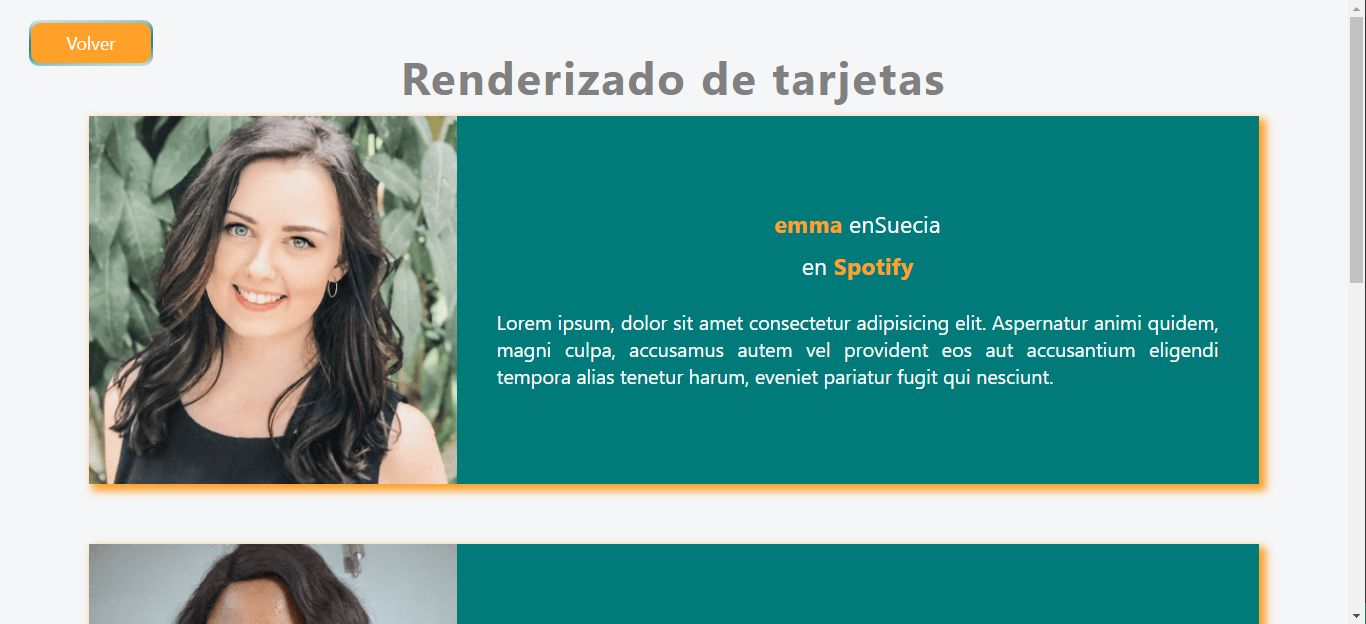 Volver
Renderizado de tarjetas
emma enSuecia
en Spotify
Lorem ipsum, dolor sit amet consectetur adipisicing elit. Aspernatur animi quidem,
magni culpa, accusamus autem vel provident eos aut accusantium eligendi
tempora alias tenetur harum, eveniet pariatur fugit qui nesciunt.